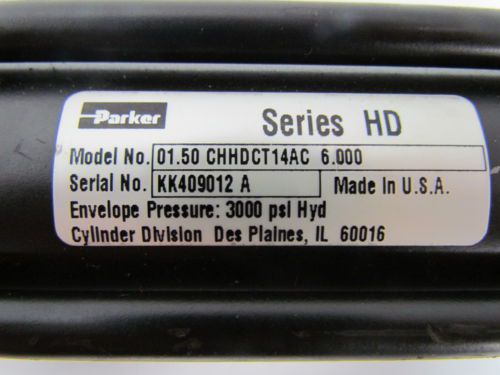 Parker
Series HD
Model No. 01.50 CHHDCT14AC 6.000
Serial No. KK409012 A Made in U.S.A.
Envelope Pressure: 3000 psi Hyd
Cylinder Division Des Plaines, IL 60016